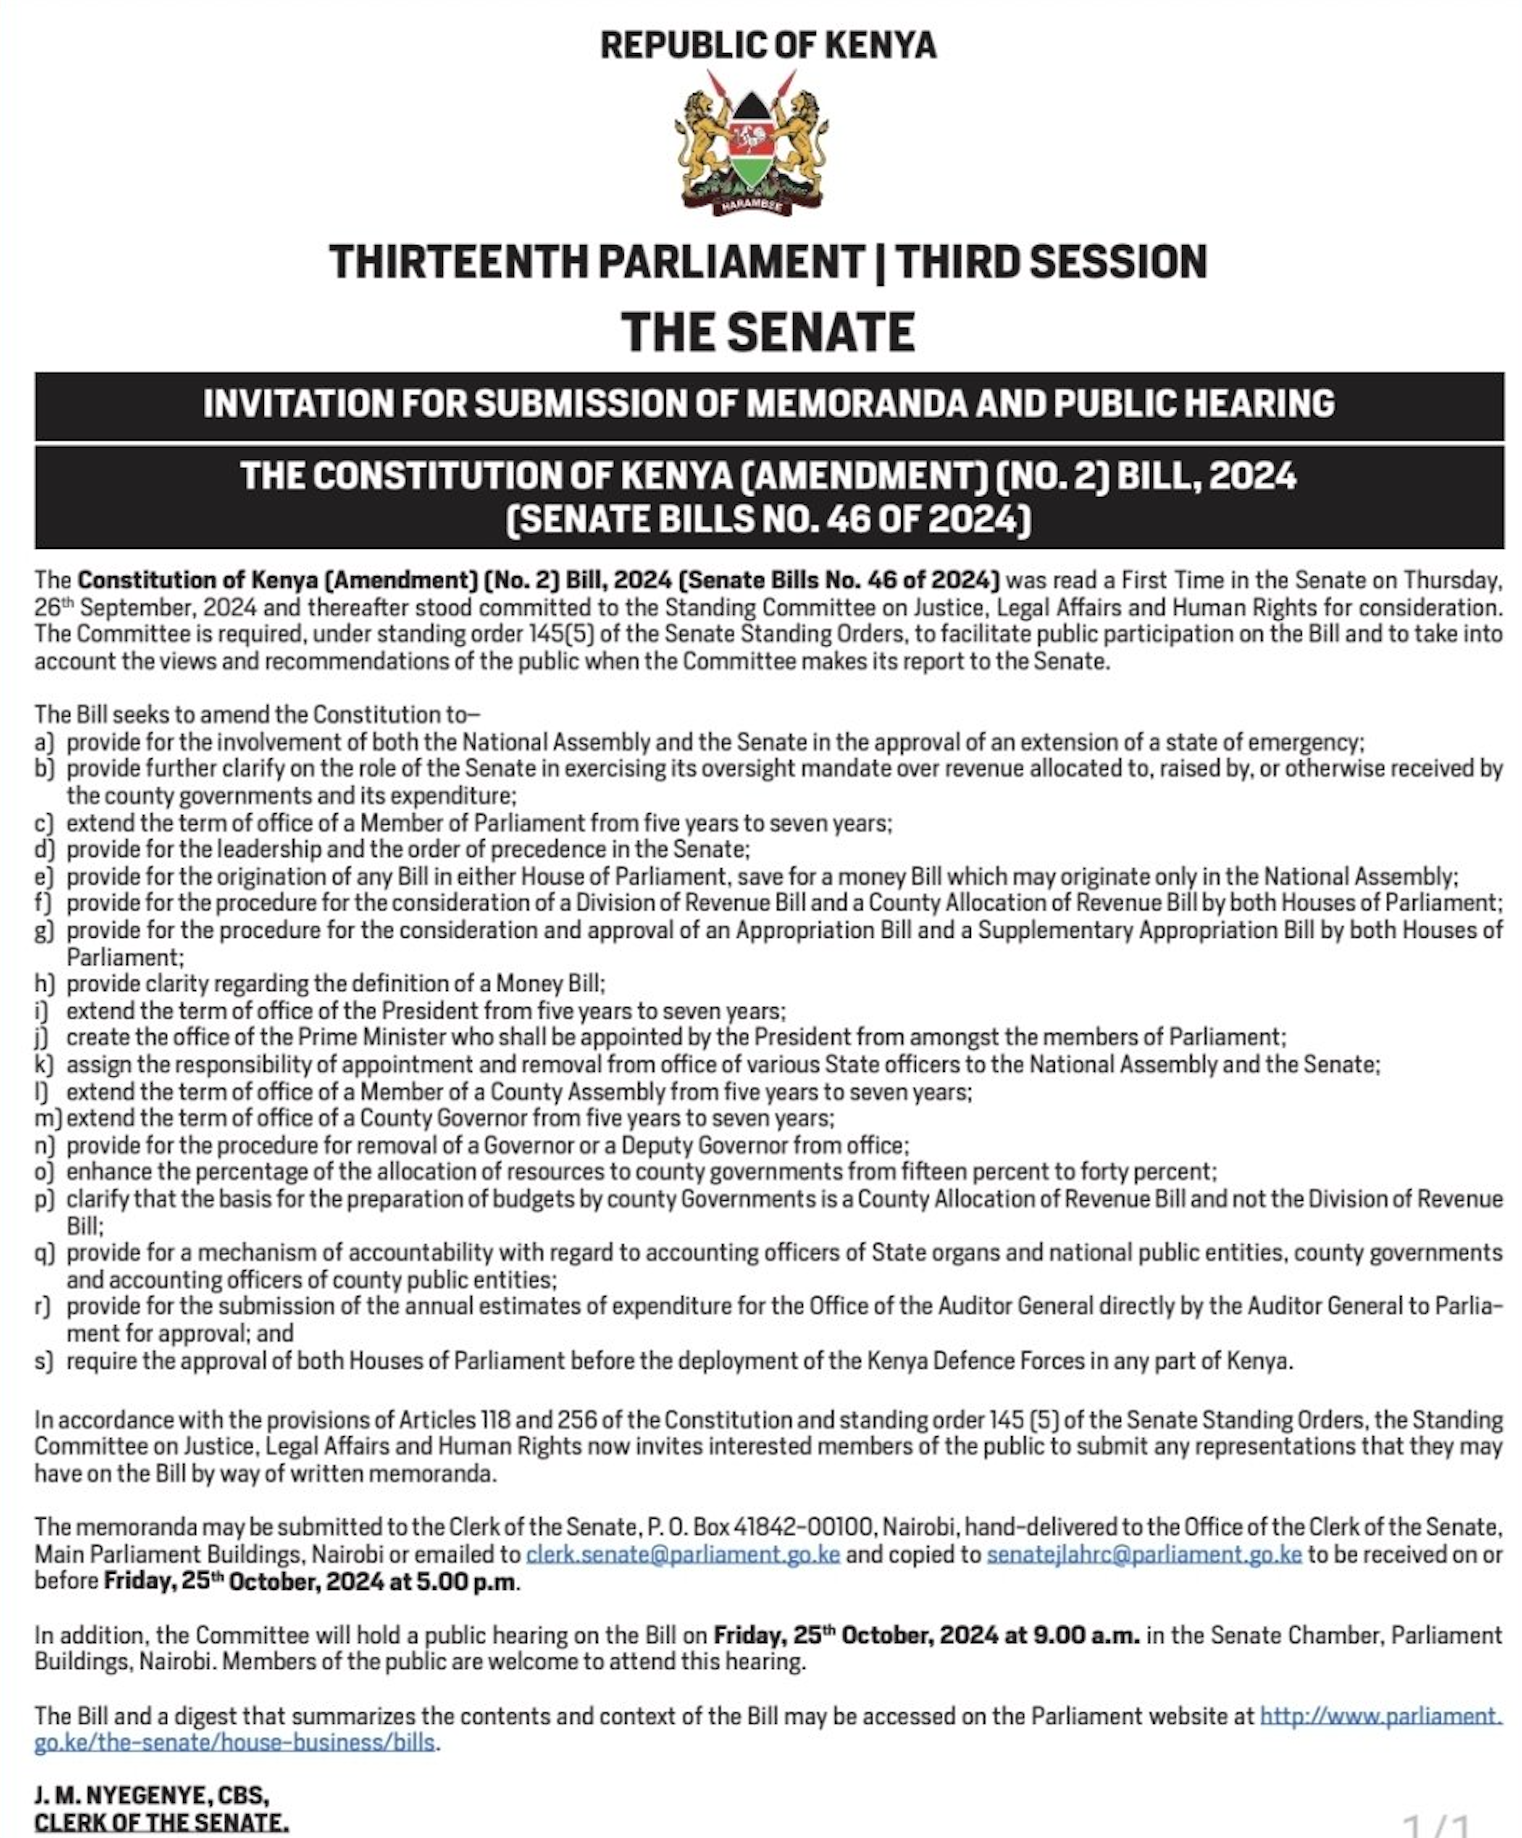 REPUBLIC OF KENYA
HARAMBEE
THIRTEENTH PARLIAMENT | THIRD SESSION
THE SENATE
INVITATION FOR SUBMISSION OF MEMORANDA AND PUBLIC HEARING
THE CONSTITUTION OF KENYA (AMENDMENT) (NO. 2) BILL, 2024
(SENATE BILLS NO. 46 OF 2024)
The Constitution of Kenya (Amendment) (No. 2) Bill, 2024 (Senate Bills No. 46 of 2024) was read a First Time in the Senate on Thursday,
26th September, 2024 and thereafter stood committed to the Standing Committee on Justice, Legal Affairs and Human Rights for consideration.
The Committee is required, under standing order 145(5) of the Senate Standing Orders, to facilitate public participation on the Bill and to take into
account the views and recommendations of the public when the Committee makes its report to the Senate.
The Bill seeks to amend the Constitution to–
a) provide for the involvement of both the National Assembly and the Senate in the approval of an extension of a state of emergency;
b) provide further clarify on the role of the Senate in exercising its oversight mandate over revenue allocated to, raised by, or otherwise received by
the county governments and its expenditure;
c) extend the term of office of a Member of Parliament from five years to seven years;
d) provide for the leadership and the order of precedence in the Senate;
e) provide for the origination of any Bill in either House of Parliament, save for a money Bill which may originate only in the National Assembly;
f) provide for the procedure for the consideration of a Division of Revenue Bill and a County Allocation of Revenue Bill by both Houses of Parliament;
g) provide for the procedure for the consideration and approval of an Appropriation Bill and a Supplementary Appropriation Bill by both Houses of
Parliament;
h) provide clarity regarding the definition of a Money Bill;
i) extend the term of office of the President from five years to seven years;
j) create the office of the Prime Minister who shall be appointed by the President from amongst the members of Parliament;
k) assign the responsibility of appointment and removal from office of various State officers to the National Assembly and the Senate;
l) extend the term of office of a Member of a County Assembly from five years to seven years;
m) extend the term of office of a County Governor from five years to seven years;
n) provide for the procedure for removal of a Governor or a Deputy Governor from office;
o) enhance the percentage of the allocation of resources to county governments from fifteen percent to forty percent;
p) clarify that the basis for the preparation of budgets by county Governments is a County Allocation of Revenue Bill and not the Division of Revenue
Bill;
q) provide for a mechanism of accountability with regard to accounting officers of State organs and national public entities, county governments
and accounting officers of county public entities;
r) provide for the submission of the annual estimates of expenditure for the Office of the Auditor General directly by the Auditor General to Parlia-
ment for approval; and
s) require the approval of both Houses of Parliament before the deployment of the Kenya Defence Forces in any part of Kenya.
In accordance with the provisions of Articles 118 and 256 of the Constitution and standing order 145 (5) of the Senate Standing Orders, the Standing
Committee on Justice, Legal Affairs and Human Rights now invites interested members of the public to submit any representations that they may
have on the Bill by way of written memoranda.
The memoranda may be submitted to the Clerk of the Senate, P. O. Box 41842-00100, Nairobi, hand-delivered to the Office of the Clerk of the Senate,
Main Parliament Buildings, Nairobi or emailed to clerk.senate@parliament.go.ke and copied to senatejlahrc@parliament.go.ke to be received on or
before Friday, 25th October, 2024 at 5.00 p.m.
In addition, the Committee will hold a public hearing on the Bill on Friday, 25th October, 2024 at 9.00 a.m. in the Senate Chamber, Parliament
Buildings, Nairobi. Members of the public are welcome to attend this hearing.
The Bill and a digest that summarizes the contents and context of the Bill may be accessed on the Parliament website at http://www.parliament.
go.ke/the-senate/house-business/bills.
J. M. NYEGENYE, CBS,
CLERK OF THE SENATE.
1/1